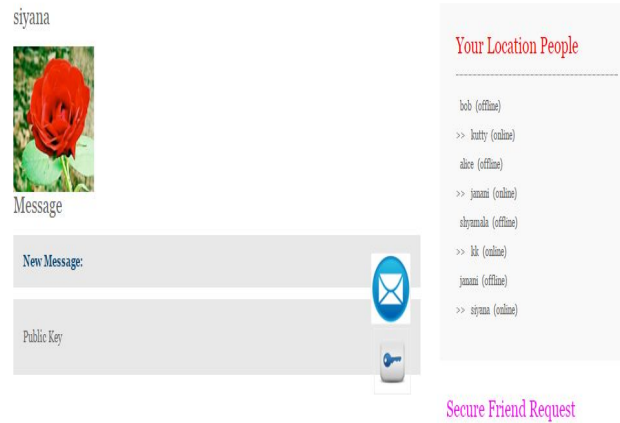 siyana
Message
New Message:
Public Key
Your Location People
bob (offline)
>> kutty (online)
alice (offline)
>> janani (online)
shyamala (offline)
>> kk (online)
janani (offline)
>> siyana (online)
Secure Friend Request